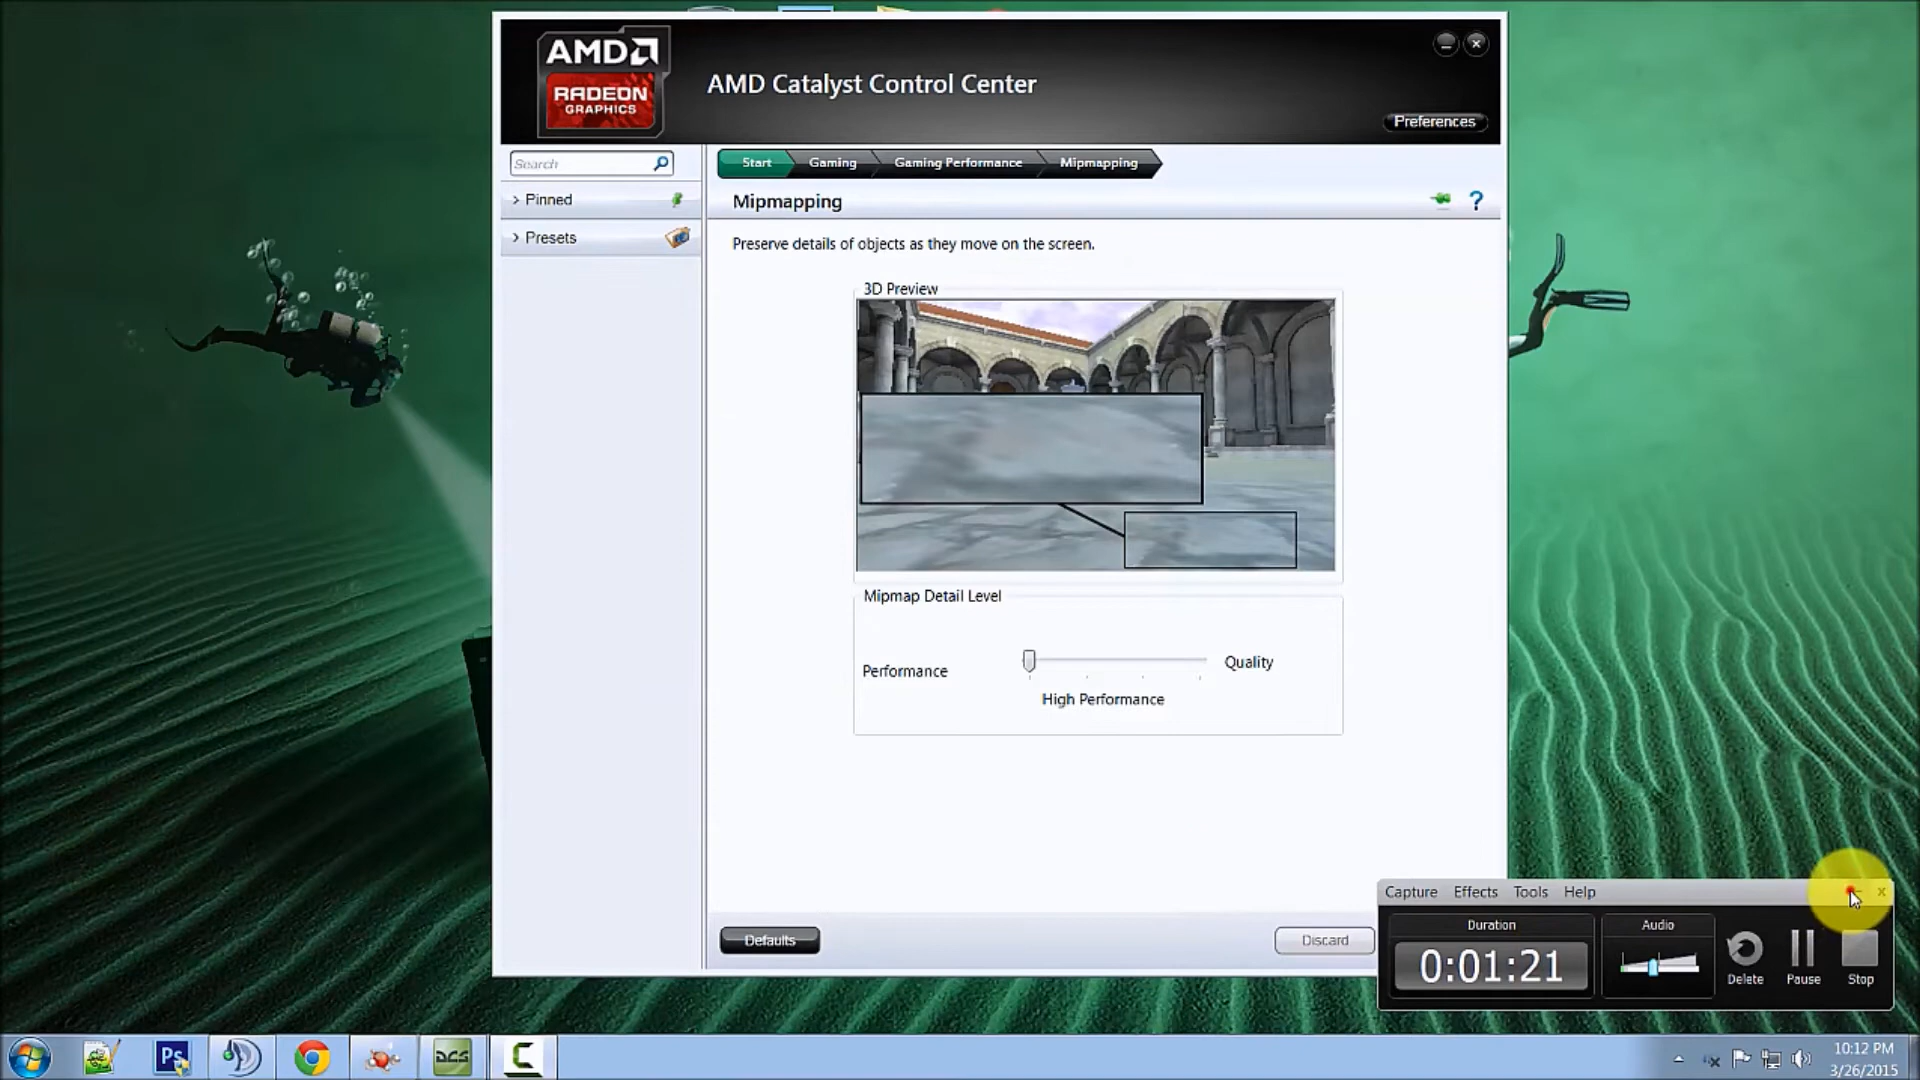 AMD
RADEON
GRAPHICS
AMD Catalyst Control Center
Preferences
Search
Start
Gaming
Gaming Performance
Mipmapping
Pinned
Mipmapping
?
Presets
Preserve details of objects as they move on the screen.
3D Preview
Mipmap Detail Level
Performance
Quality
High Performance
Defaults
Discard
Capture Effects Tools Help
Duration
Audio
0:01:21
Delete
Pause
Stop
Ps
DCS
10:12 PM
3/26/2015